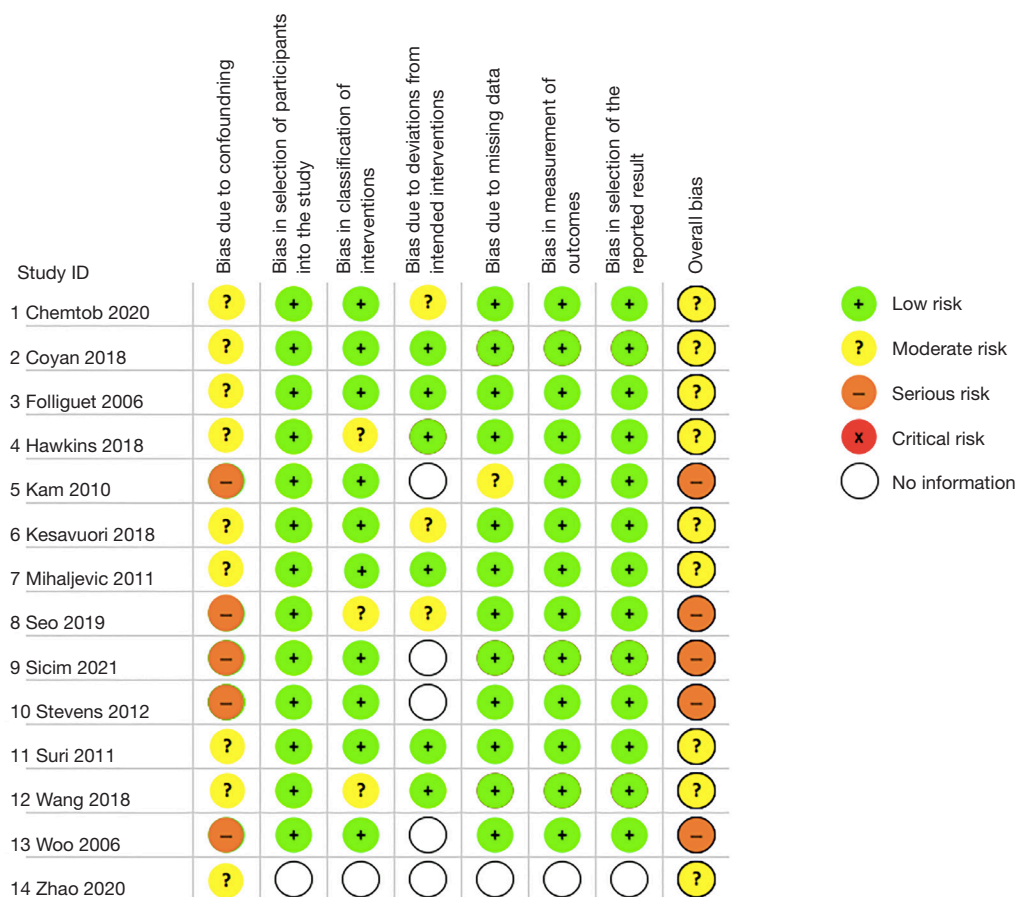 Bias due to confoundning
Bias in selection of participants
into the study
Bias in classification of
interventions
Bias due to deviations from
intended interventions
Bias due to missing data
Bias in measurement of
outcomes
Bias in selection of the
reported result
Overall bias
Study ID
1 Chemtob 2020 ? + + ? + + + ?
2 Coyan 2018 ? + + + + + + ?
3 Folliguet 2006 ? + + + + + + ?
4 Hawkins 2018 ? + ? + + + + ?
5 Kam 2010 – + + ? + + –
6 Kesavuori 2018 ? + + ? + + + ?
7 Mihaljevic 2011 ? + + + + + + ?
8 Seo 2019 – + ? ? + + + –
9 Sicim 2021 – + + + + + –
10 Stevens 2012 – + + + + + –
11 Suri 2011 ? + + + + + + ?
12 Wang 2018 ? + ? + + + + ?
13 Woo 2006 – + + + + + –
14 Zhao 2020 ? ?
+ Low risk
? Moderate risk
– Serious risk
x Critical risk
No information